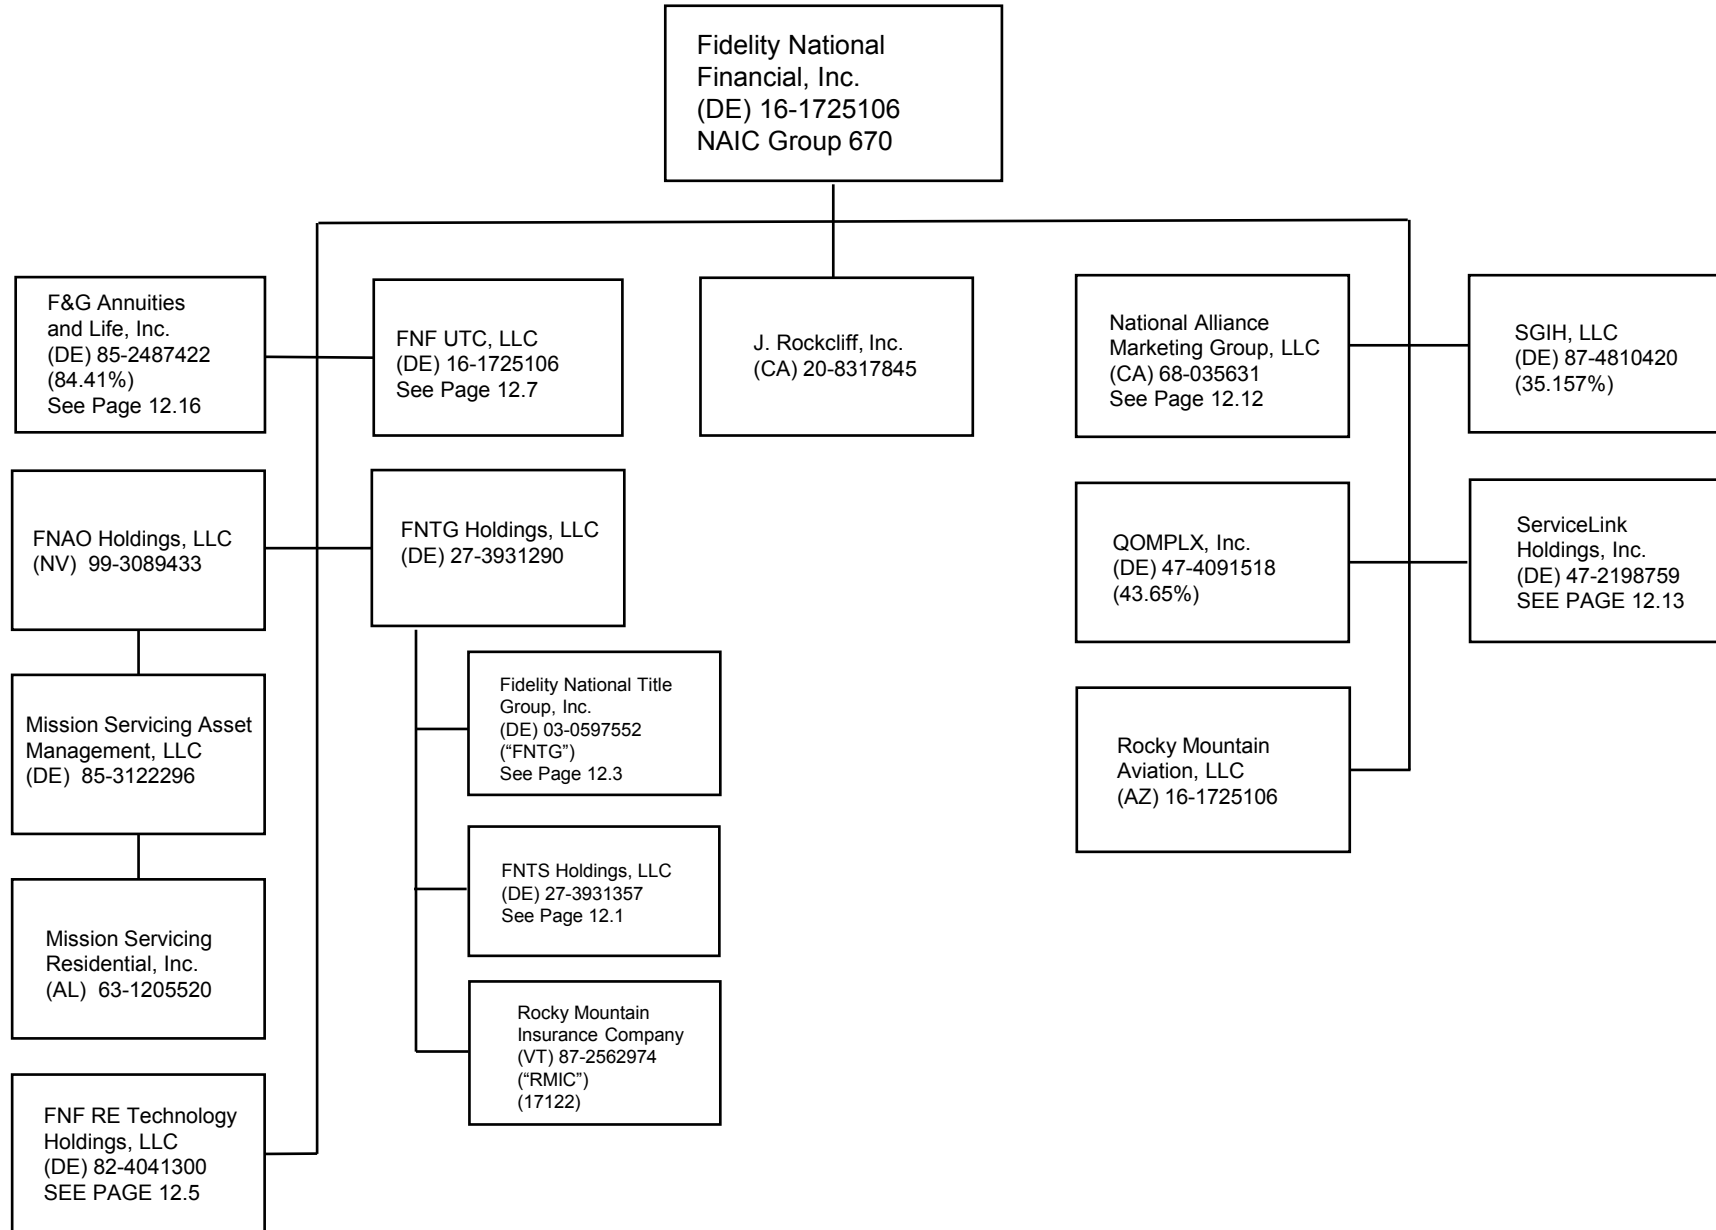 Fidelity National
Financial, Inc.
(DE) 16-1725106
NAIC Group 670
F&G Annuities
and Life, Inc.
(DE) 85-2487422
(84.41%)
See Page 12.16
FNF UTC, LLC
(DE) 16-1725106
See Page 12.7
J. Rockcliff, Inc.
(CA) 20-8317845
National Alliance
Marketing Group, LLC
(CA) 68-035631
See Page 12.12
SGIH, LLC
(DE) 87-4810420
(35.157%)
FNAO Holdings, LLC
(NV) 99-3089433
FNTG Holdings, LLC
(DE) 27-3931290
QOMPLX, Inc.
(DE) 47-4091518
(43.65%)
ServiceLink
Holdings, Inc.
(DE) 47-2198759
SEE PAGE 12.13
Mission Servicing Asset
Management, LLC
(DE) 85-3122296
Fidelity National Title
Group, Inc.
(DE) 03-0597552
(“FNTG”)
See Page 12.3
Rocky Mountain
Aviation, LLC
(AZ) 16-1725106
Mission Servicing
Residential, Inc.
(AL) 63-1205520
FNTS Holdings, LLC
(DE) 27-3931357
See Page 12.1
Rocky Mountain
Insurance Company
(VT) 87-2562974
(“RMIC”)
(17122)
FNF RE Technology
Holdings, LLC
(DE) 82-4041300
SEE PAGE 12.5